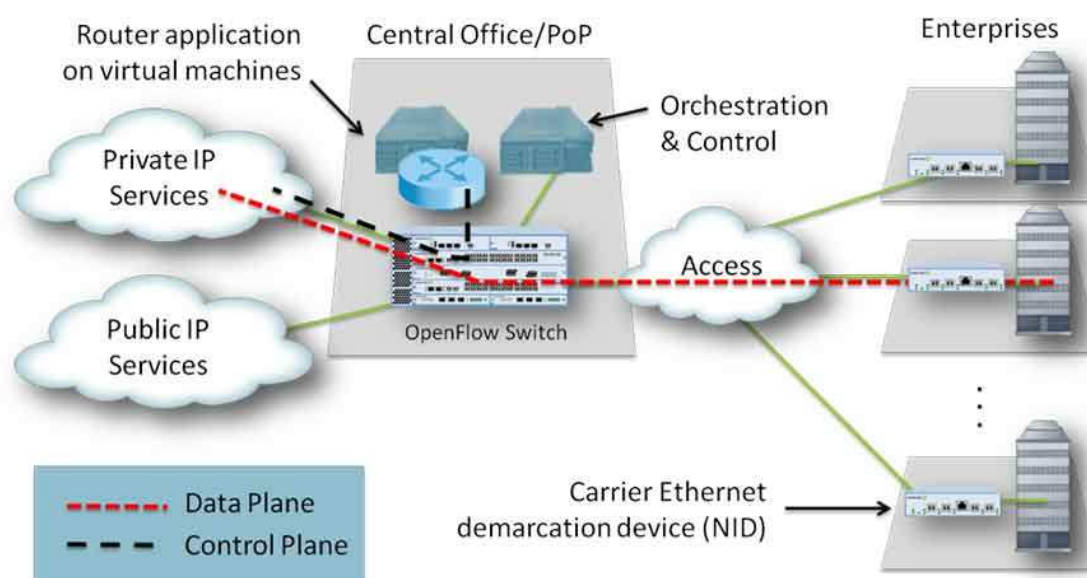 Router application
on virtual machines
Central Office/PoP
Enterprises
Orchestration
& Control
Private IP
Services
Access
OpenFlow Switch
Public IP
Services
Data Plane
Control Plane
Carrier Ethernet
demarcation device (NID)